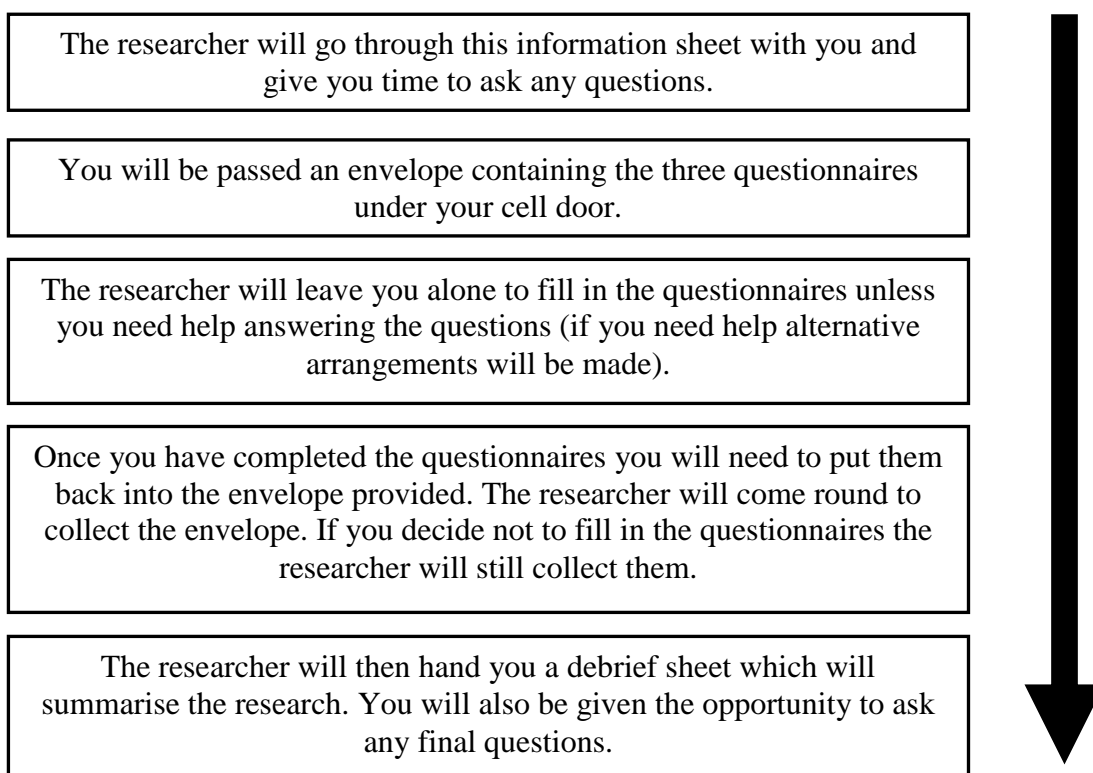 The researcher will go through this information sheet with you and
give you time to ask any questions.
You will be passed an envelope containing the three questionnaires
under your cell door.
The researcher will leave you alone to fill in the questionnaires unless
you need help answering the questions (if you need help alternative
arrangements will be made).
Once you have completed the questionnaires you will need to put them
back into the envelope provided. The researcher will come round to
collect the envelope. If you decide not to fill in the questionnaires the
researcher will still collect them.
The researcher will then hand you a debrief sheet which will
summarise the research. You will also be given the opportunity to ask
any final questions.